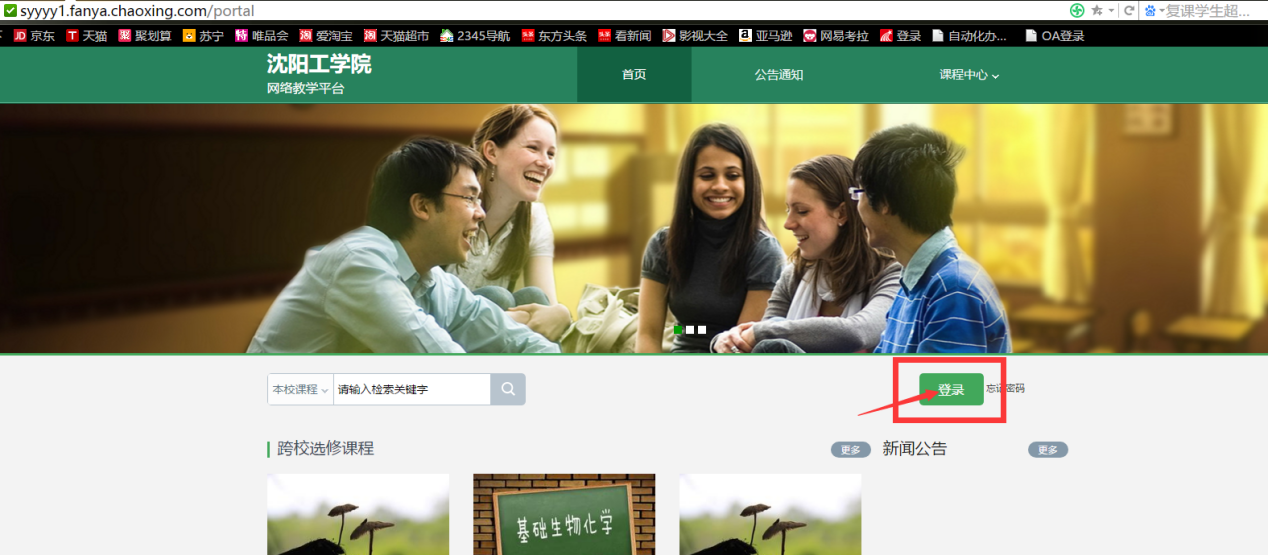 syyyy1.fanya.chaoxing.com/portal
复课学生超...
京东 天猫 聚划算 苏宁 唯品会 爱淘宝 天猫超市 2345导航 东方头条 看新闻 影视大全 亚马逊 网易考拉 登录 自动化办... OA登录
沈阳工学院
网络教学平台
首页 公告通知 课程中心
本校课程 请输入检索关键字 登录 忘记密码
跨校选修课程 更多 新闻公告 更多
基础生物化学